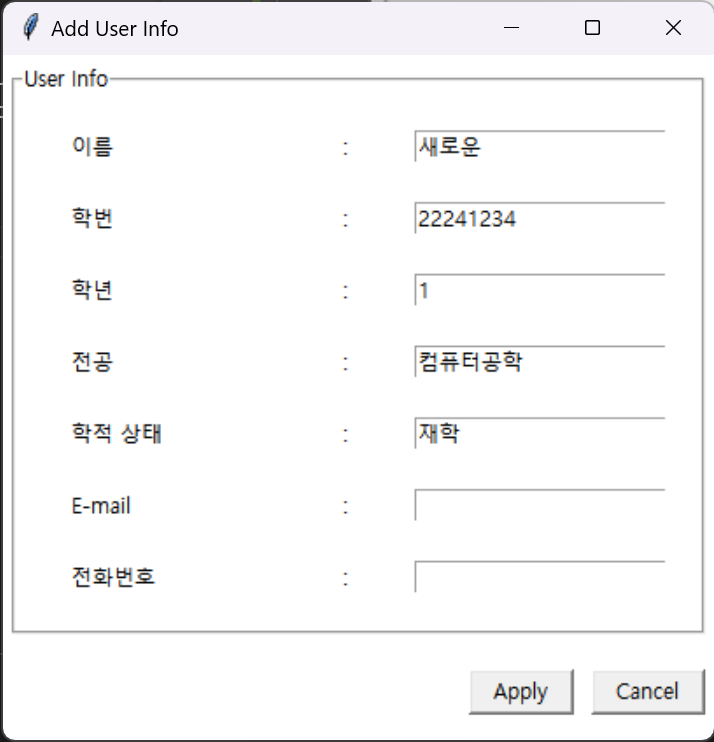 Add User Info
User Info
이름 : 새로운
학번 : 22241234
학년 : 1
전공 : 컴퓨터공학
학적 상태 : 재학
E-mail :
전화번호 :
Apply Cancel